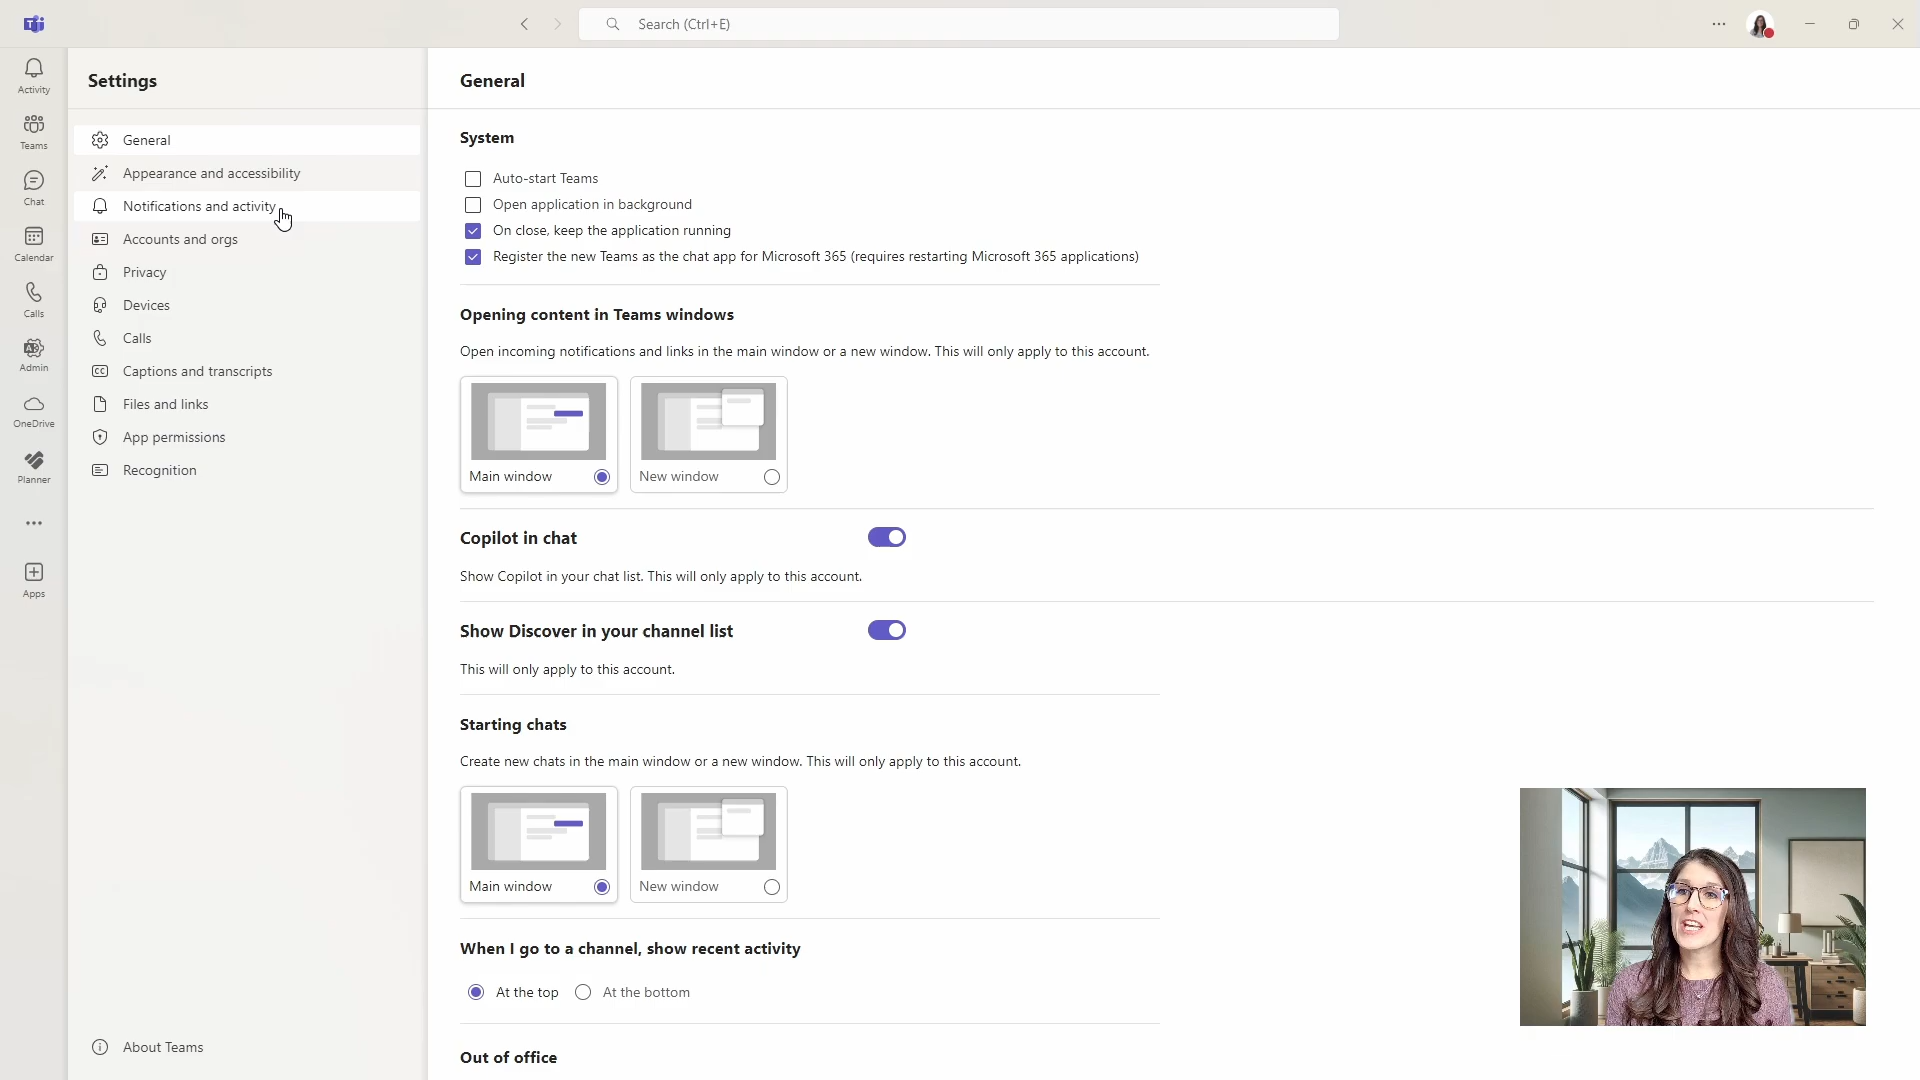 Search (Ctrl+E)
Activity
Teams
Chat
Calendar
Calls
Admin
OneDrive
Planner
Apps
Settings
General
Appearance and accessibility
Notifications and activity
Accounts and orgs
Privacy
Devices
Calls
CC Captions and transcripts
Files and links
App permissions
Recognition
About Teams
General
System
Auto-start Teams
Open application in background
On close, keep the application running
Register the new Teams as the chat app for Microsoft 365 (requires restarting Microsoft 365 applications)
Opening content in Teams windows
Open incoming notifications and links in the main window or a new window. This will only apply to this account.
Main window
New window
Copilot in chat
Show Copilot in your chat list. This will only apply to this account.
Show Discover in your channel list
This will only apply to this account.
Starting chats
Create new chats in the main window or a new window. This will only apply to this account.
Main window
New window
When I go to a channel, show recent activity
At the top
At the bottom
Out of office